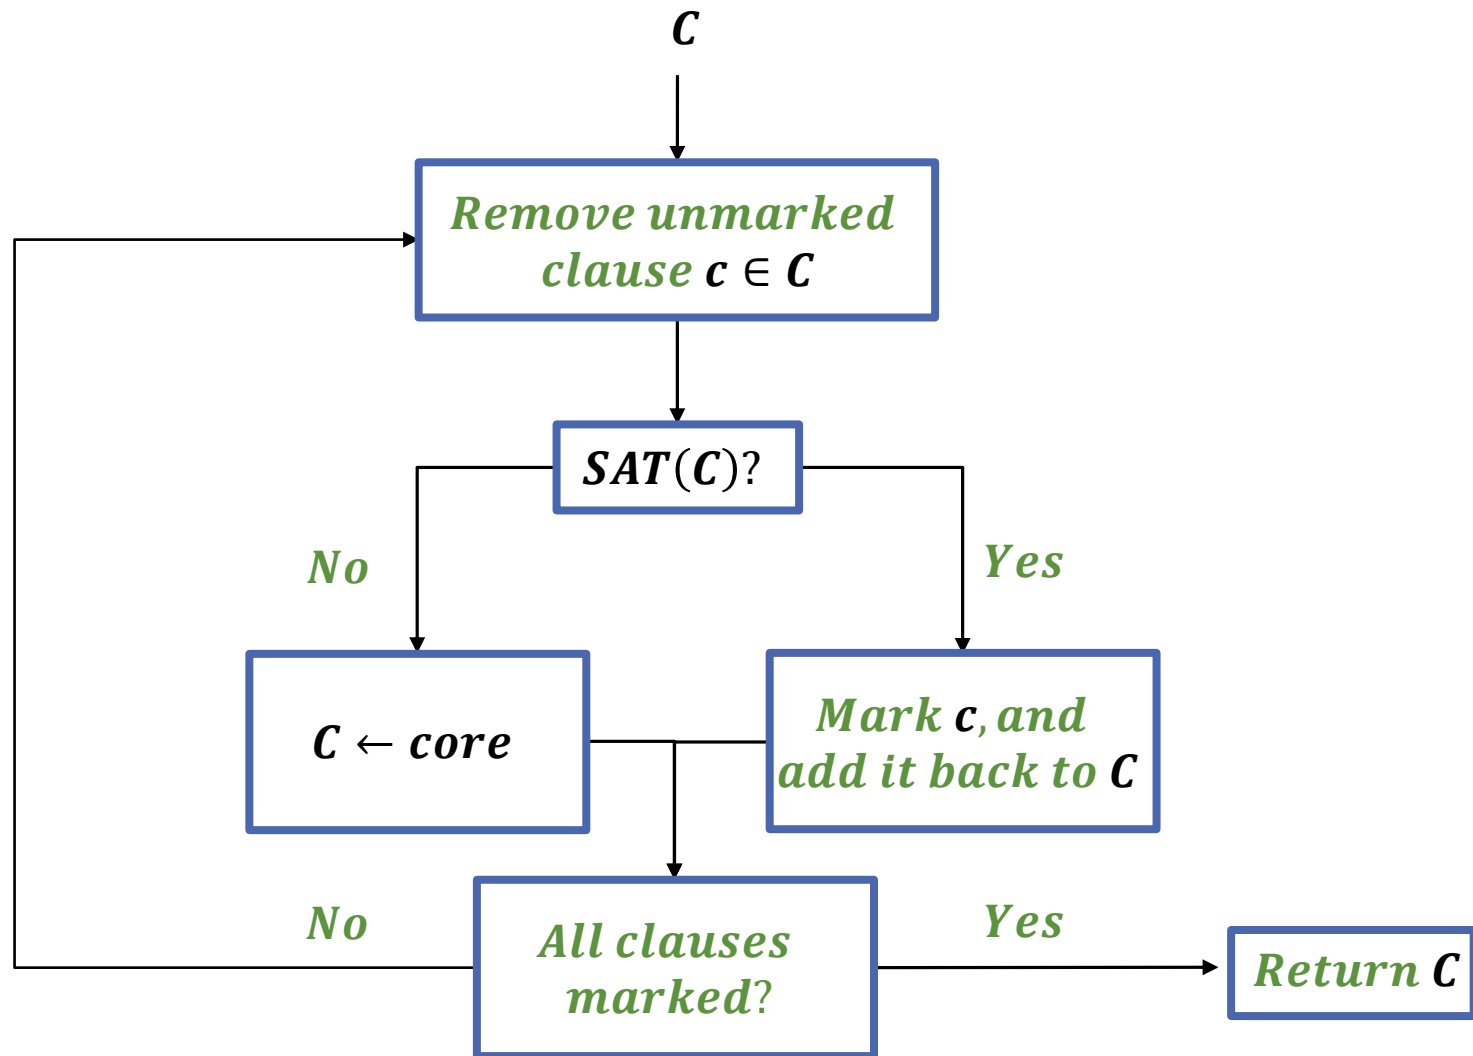 C
Remove unmarked
clause c ∈ C
SAT(C)?
No
Yes
C ← core
Mark c, and
add it back to C
No
Yes
All clauses
marked?
Return C